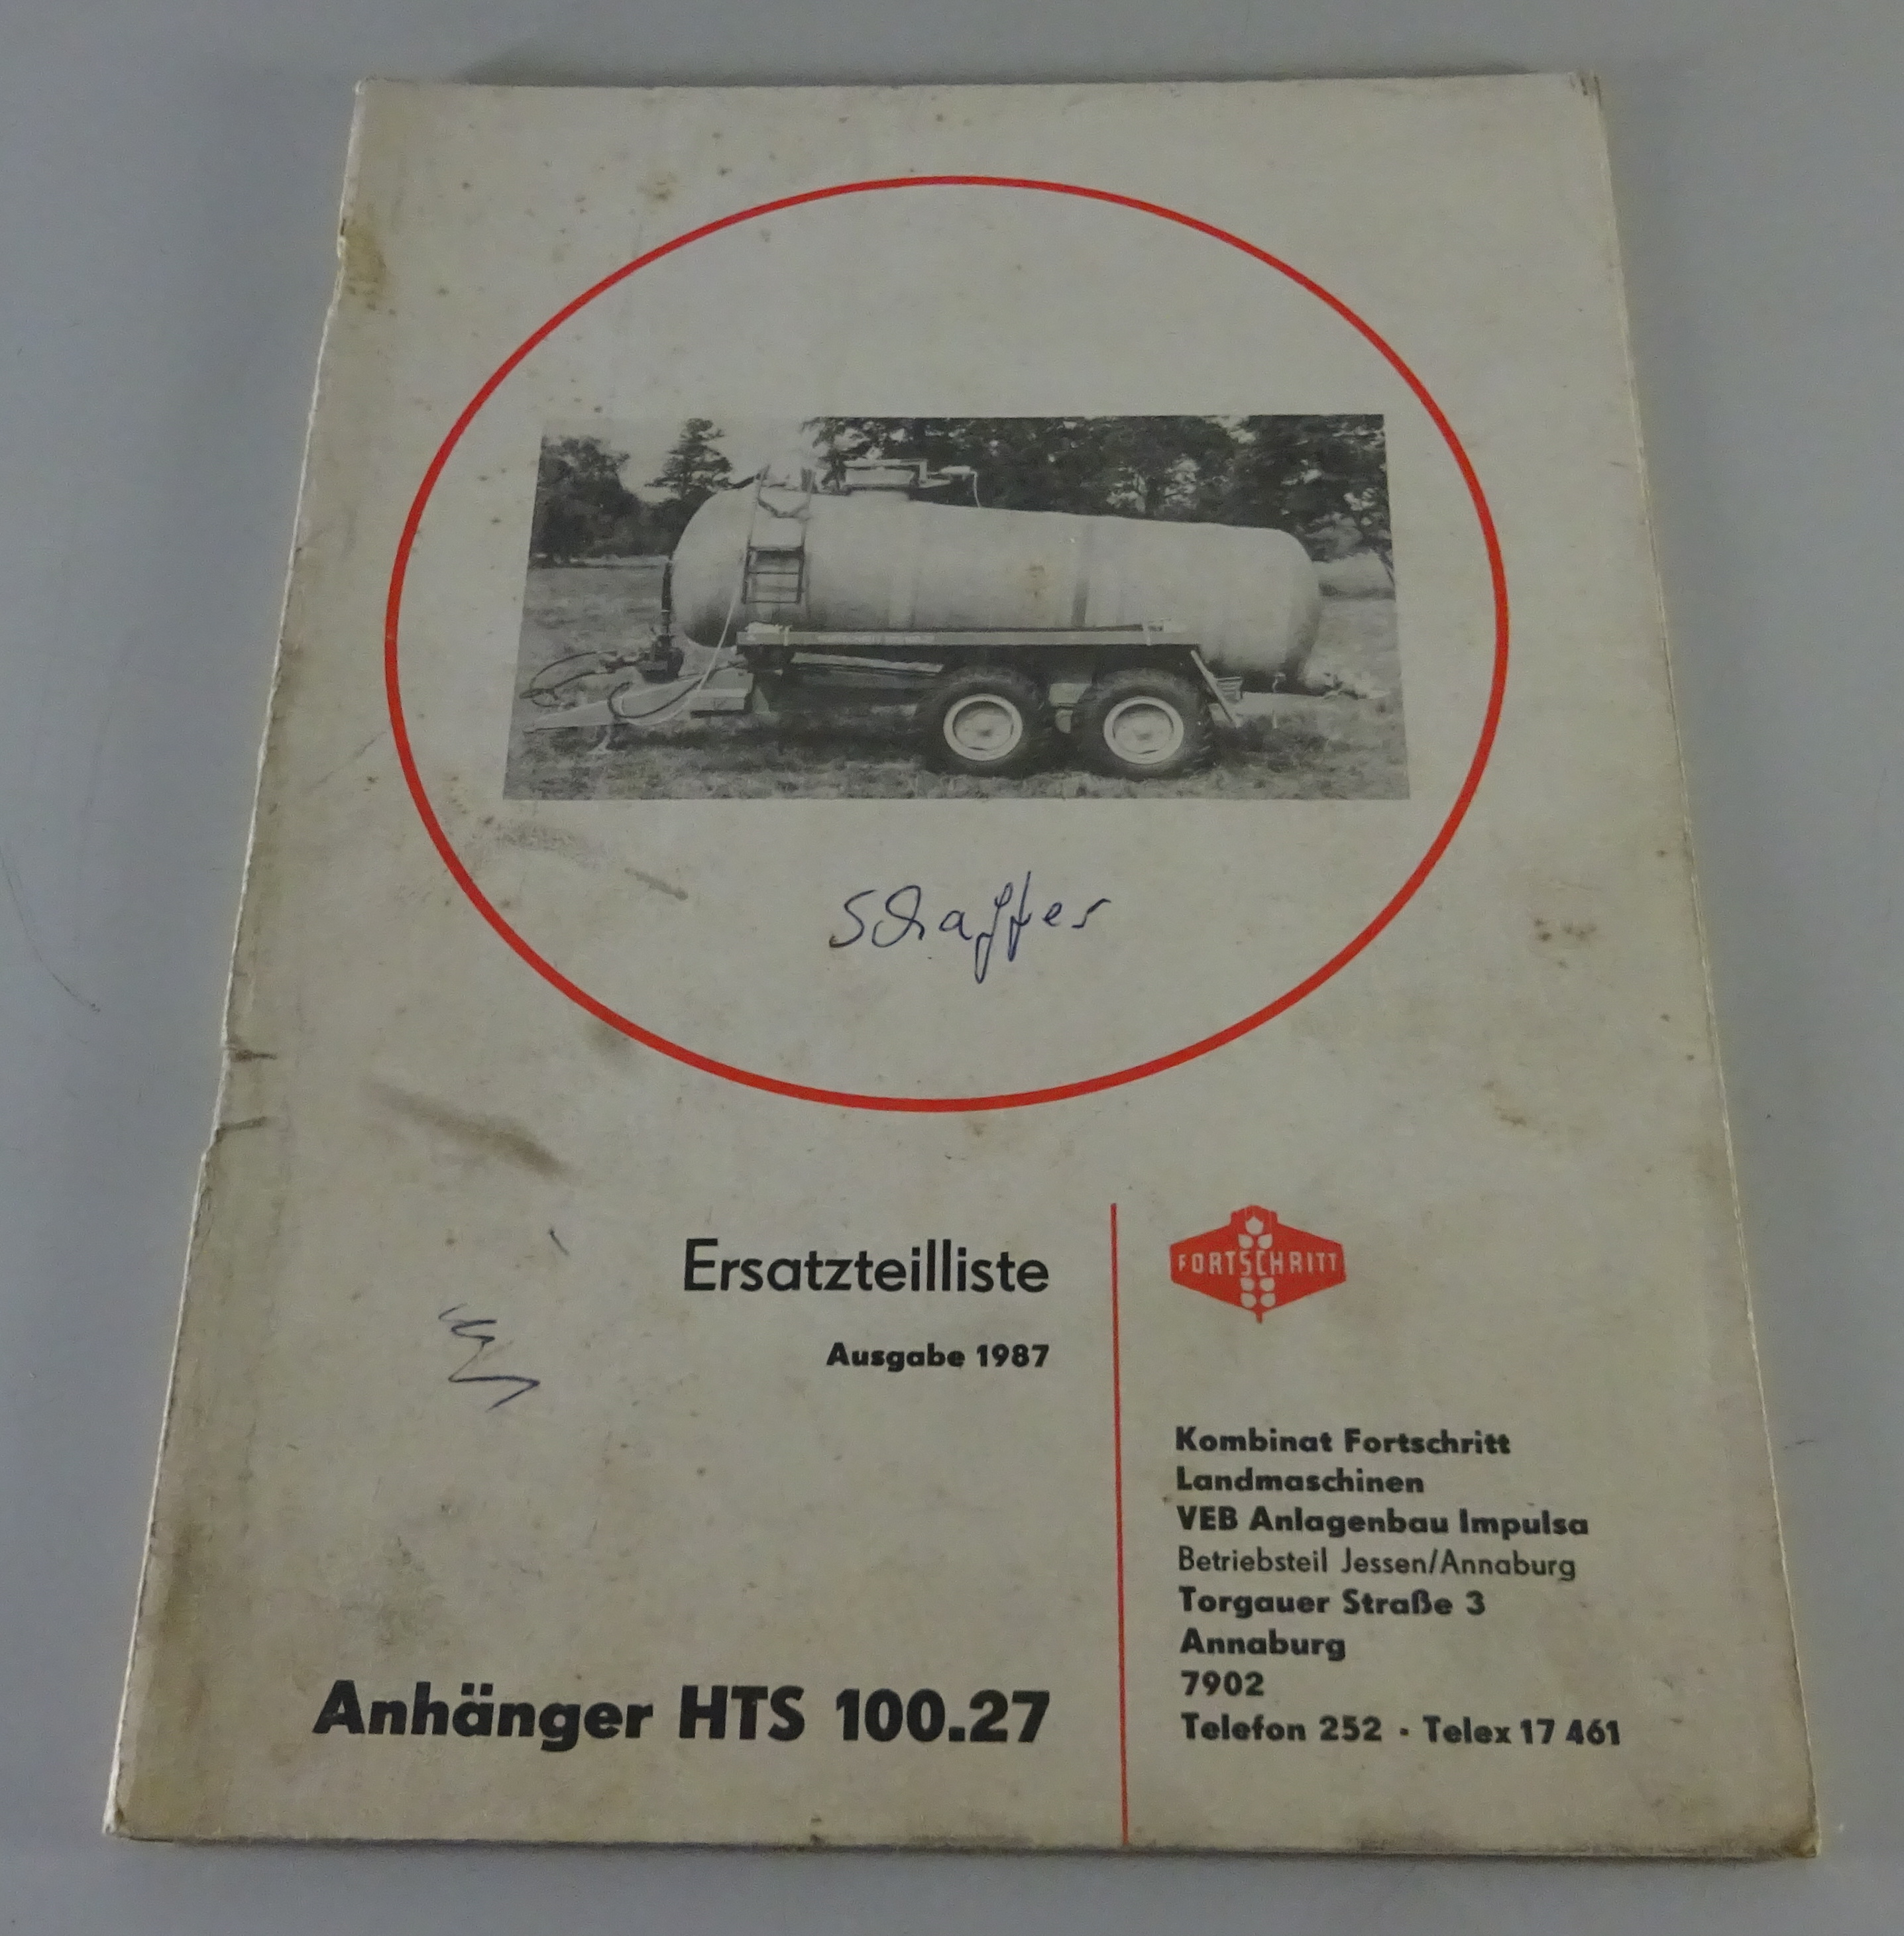 Schaffer
Ersatzteilliste
Ausgabe 1987
Anhänger HTS 100.27
FORTSCHRITT
Kombinat Fortschritt
Landmaschinen
VEB Anlagenbau Impulsa
Betriebsteil Jessen/Annaburg
Torgauer Straße 3
Annaburg
7902
Telefon 252 · Telex 17 461